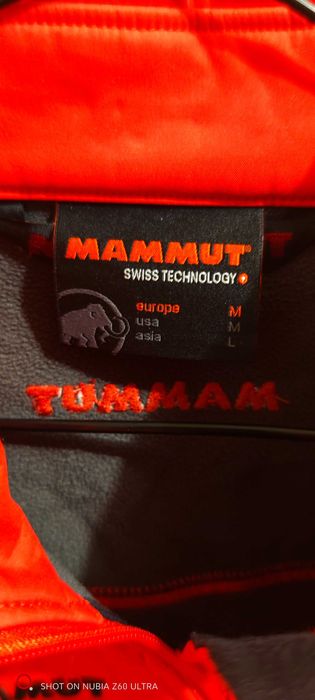 MAMMUT
SWISS TECHNOLOGY
europe M
usa M
asia L
TUMMAM
SHOT ON NUBIA Z60 ULTRA